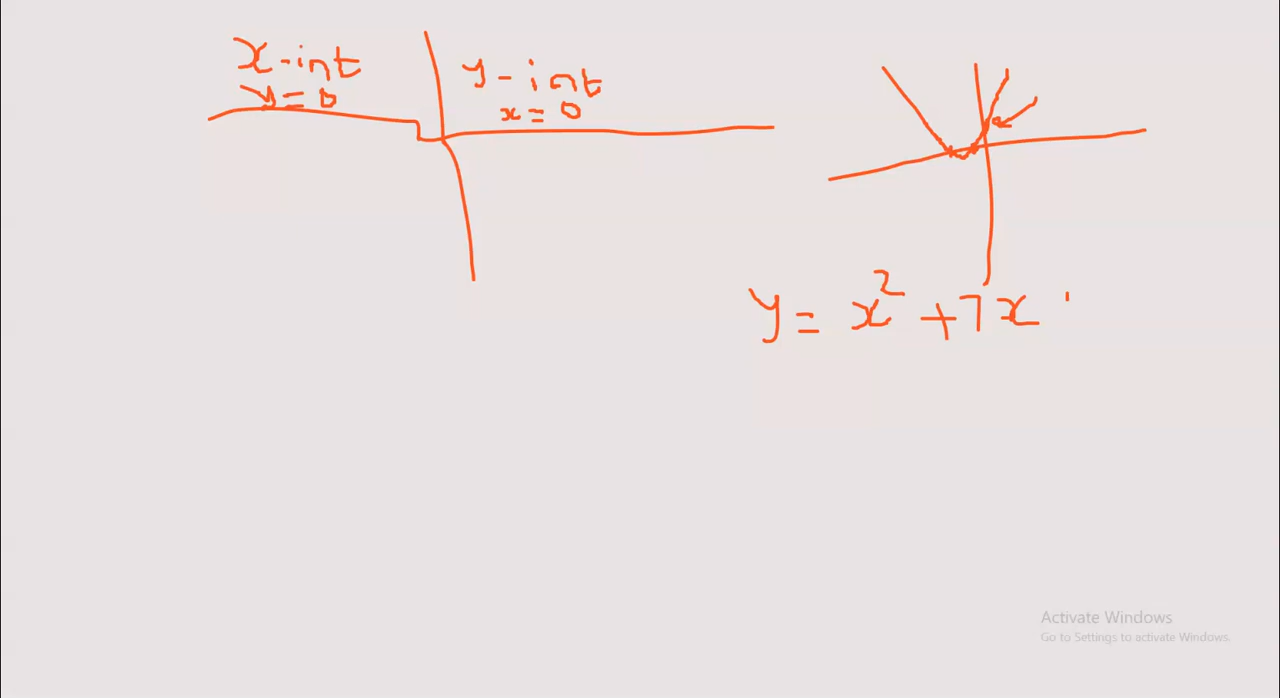 x-int
y=0
y-int
x=0
y = x² + 7x
Activate Windows
Go to Settings to activate Windows.